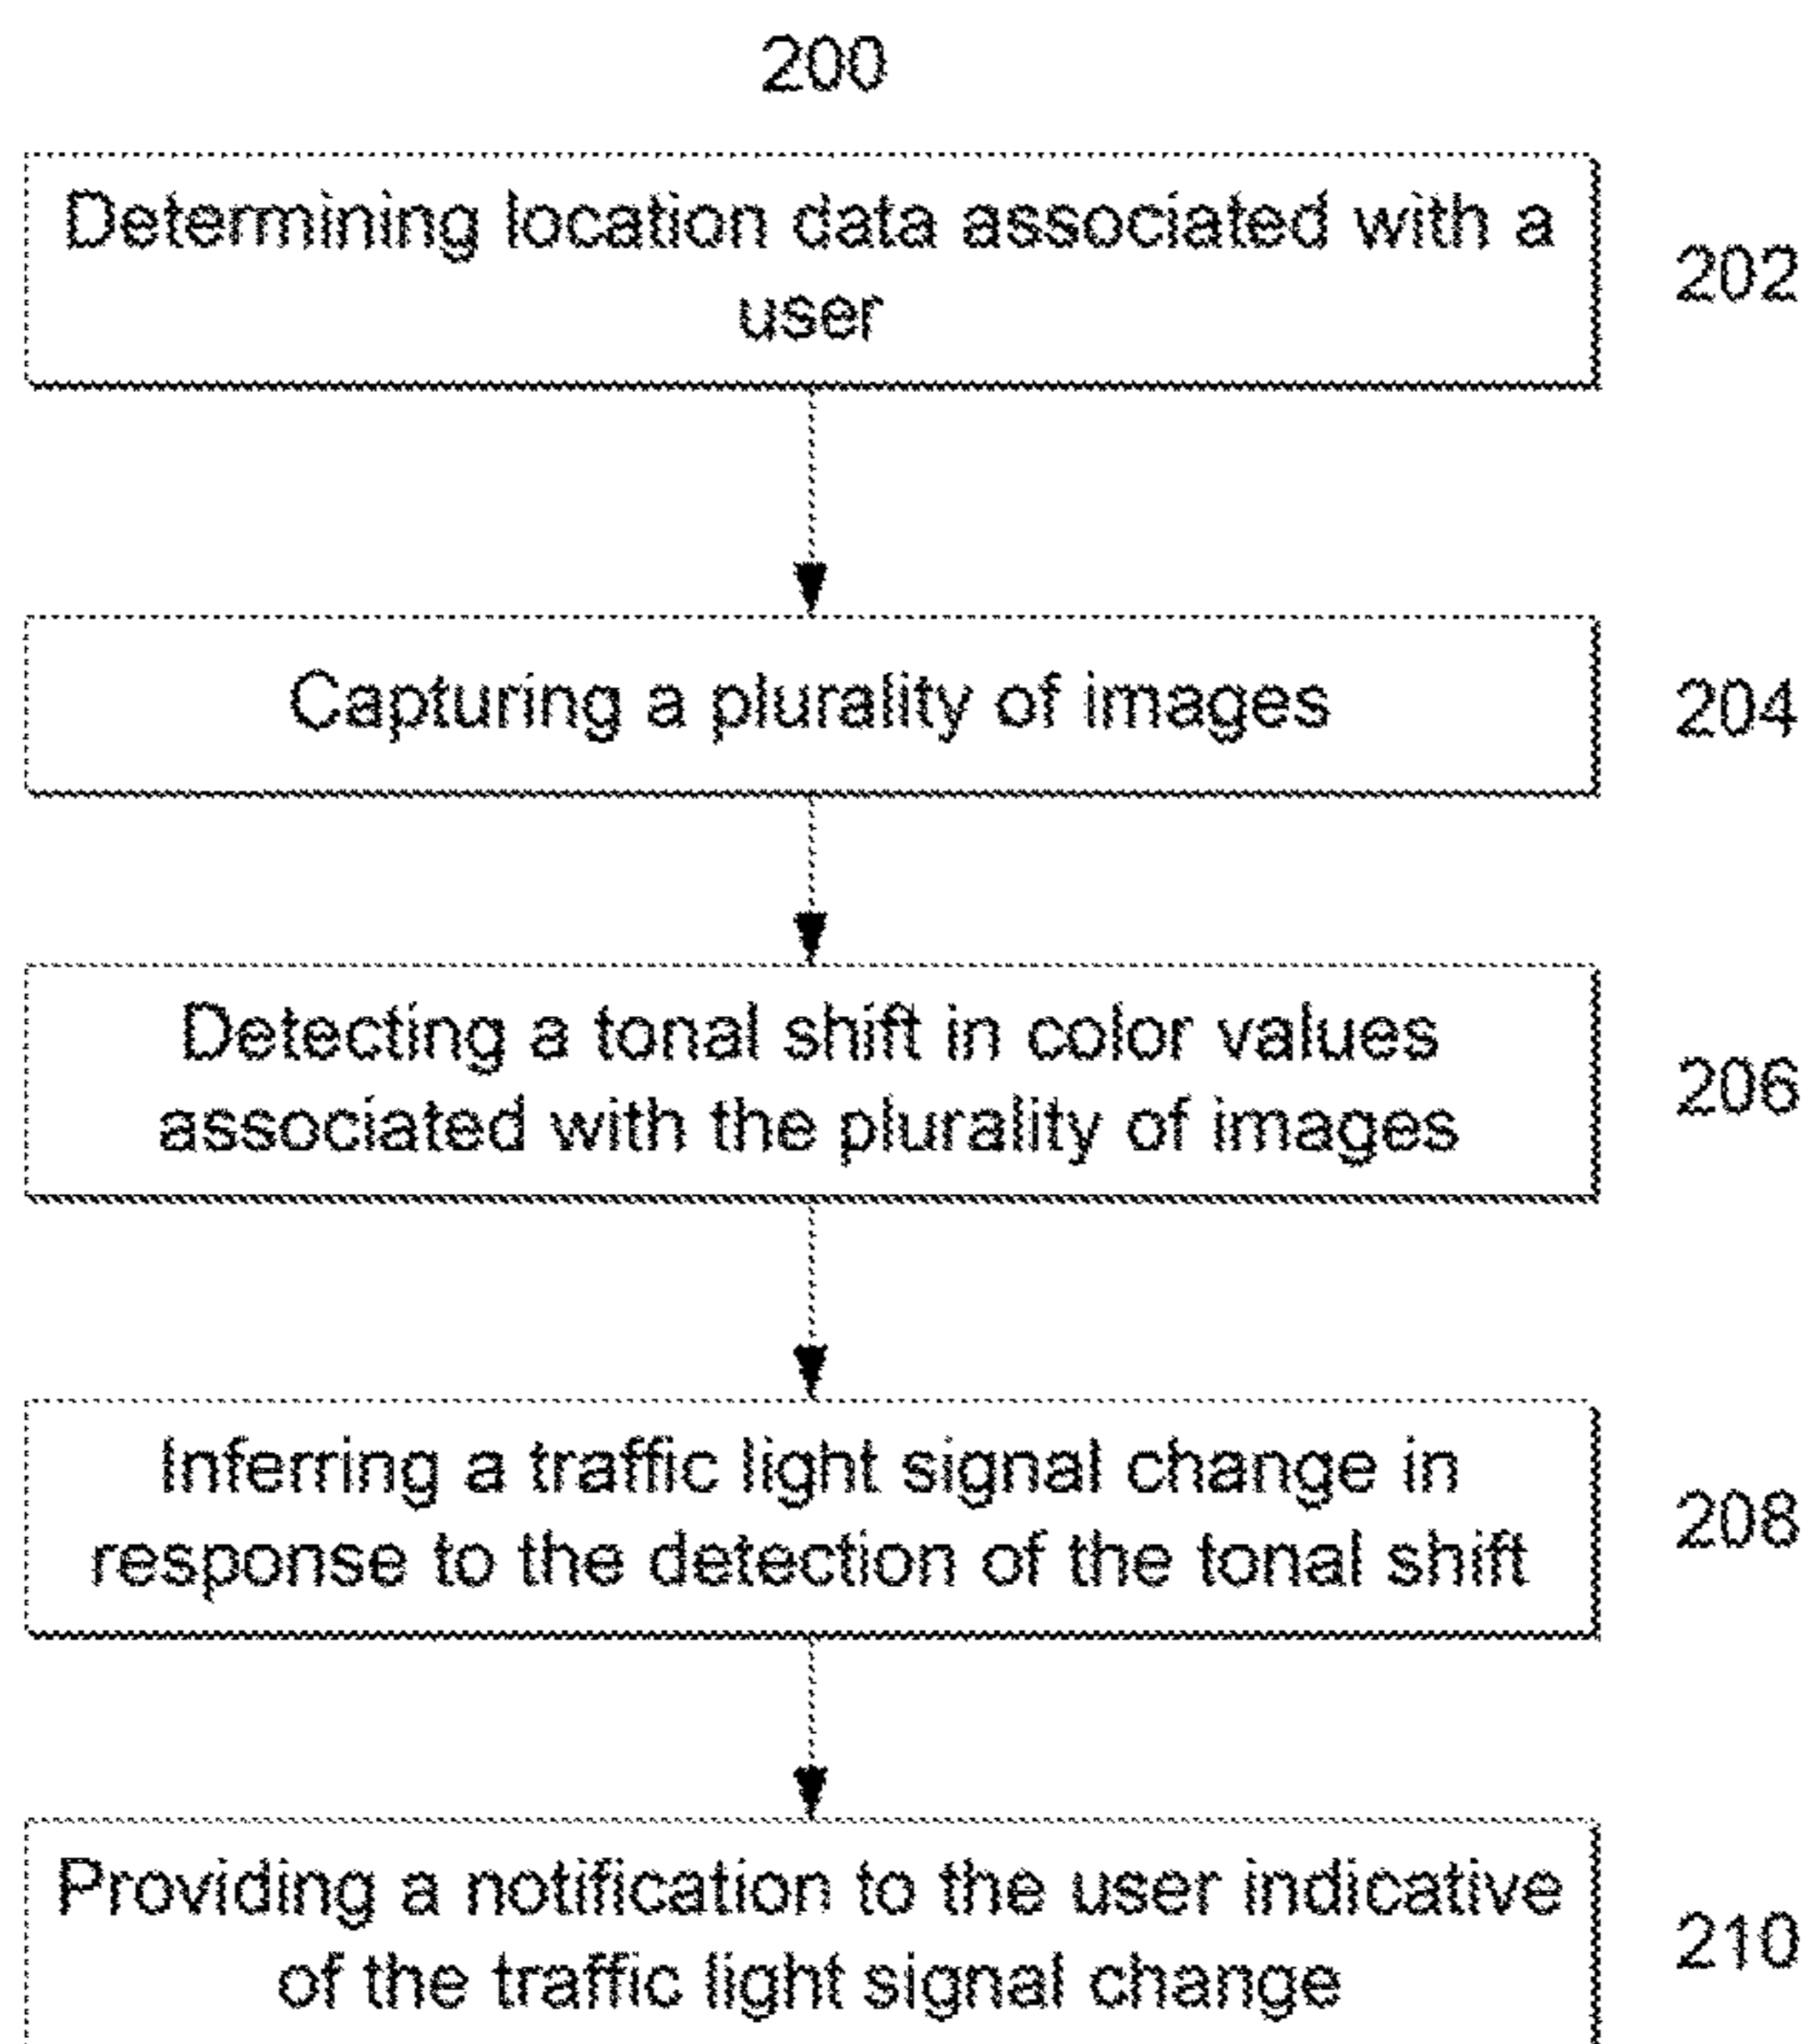 200
Determining location data associated with a
user
202
Capturing a plurality of images
204
Detecting a tonal shift in color values
associated with the plurality of images
206
Inferring a traffic light signal change in
response to the detection of the tonal shift
208
Providing a notification to the user indicative
of the traffic light signal change
210